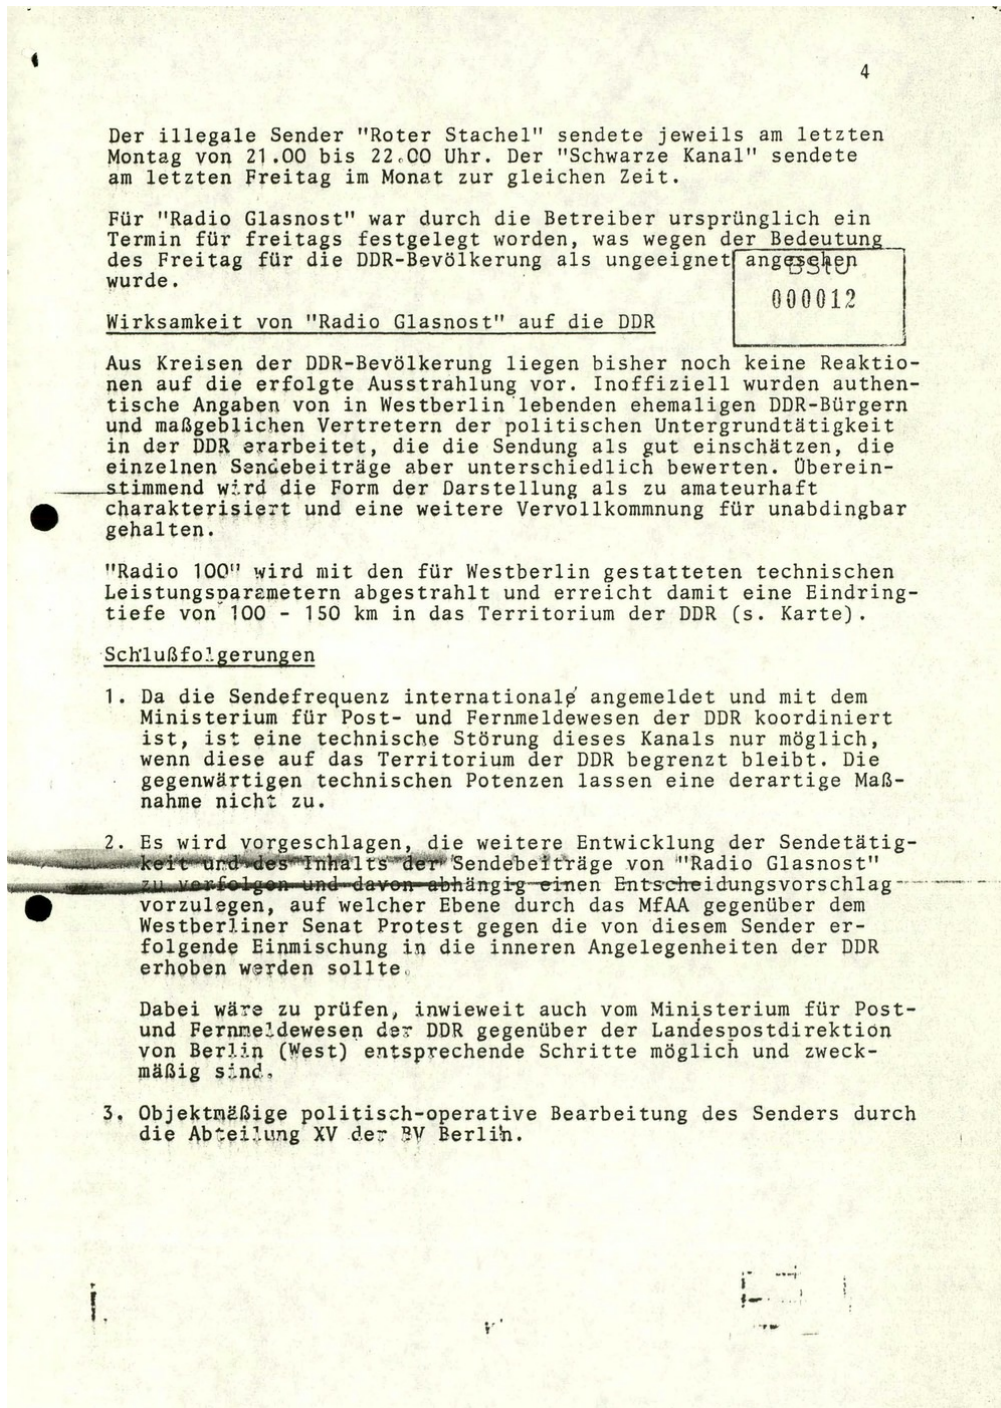 4
Der illegale Sender "Roter Stachel" sendete jeweils am letzten
Montag von 21.00 bis 22.00 Uhr. Der "Schwarze Kanal" sendete
am letzten Freitag im Monat zur gleichen Zeit.
Für "Radio Glasnost" war durch die Betreiber ursprünglich ein
Termin für freitags festgelegt worden, was wegen der Bedeutung
des Freitag für die DDR-Bevölkerung als ungeeignet angesehen
wurde.
BStU
000012
Wirksamkeit von "Radio Glasnost" auf die DDR
Aus Kreisen der DDR-Bevölkerung liegen bisher noch keine Reaktio-
nen auf die erfolgte Ausstrahlung vor. Inoffiziell wurden authen-
tische Angaben von in Westberlin lebenden ehemaligen DDR-Bürgern
und maßgeblichen Vertretern der politischen Untergrundtätigkeit
in der DDR erarbeitet, die die Sendung als gut einschätzen, die
einzelnen Sendebeiträge aber unterschiedlich bewerten. Überein-
stimmend wird die Form der Darstellung als zu amateurhaft
charakterisiert und eine weitere Vervollkommnung für unabdingbar
gehalten.
"Radio 100" wird mit den für Westberlin gestatteten technischen
Leistungsparametern abgestrahlt und erreicht damit eine Eindring-
tiefe von 100 - 150 km in das Territorium der DDR (s. Karte).
Schlußfolgerungen
1. Da die Sendefrequenz internationale angemeldet und mit dem
Ministerium für Post- und Fernmeldewesen der DDR koordiniert
ist, ist eine technische Störung dieses Kanals nur möglich,
wenn diese auf das Territorium der DDR begrenzt bleibt. Die
gegenwärtigen technischen Potenzen lassen eine derartige Maß-
nahme nicht zu.
2. Es wird vorgeschlagen, die weitere Entwicklung der Sendetätig-
keit und des Inhalts der Sendebeiträge von "Radio Glasnost"
zu verfolgen und davon abhängig einen Entscheidungsvorschlag
vorzulegen, auf welcher Ebene durch das MfAA gegenüber dem
Westberliner Senat Protest gegen die von diesem Sender er-
folgende Einmischung in die inneren Angelegenheiten der DDR
erhoben werden sollte.
Dabei wäre zu prüfen, inwieweit auch vom Ministerium für Post-
und Fernmeldewesen der DDR gegenüber der Landespostdirektion
von Berlin (West) entsprechende Schritte möglich und zweck-
mäßig sind.
3. Objektmäßige politisch-operative Bearbeitung des Senders durch
die Abteilung XV der BV Berlin.